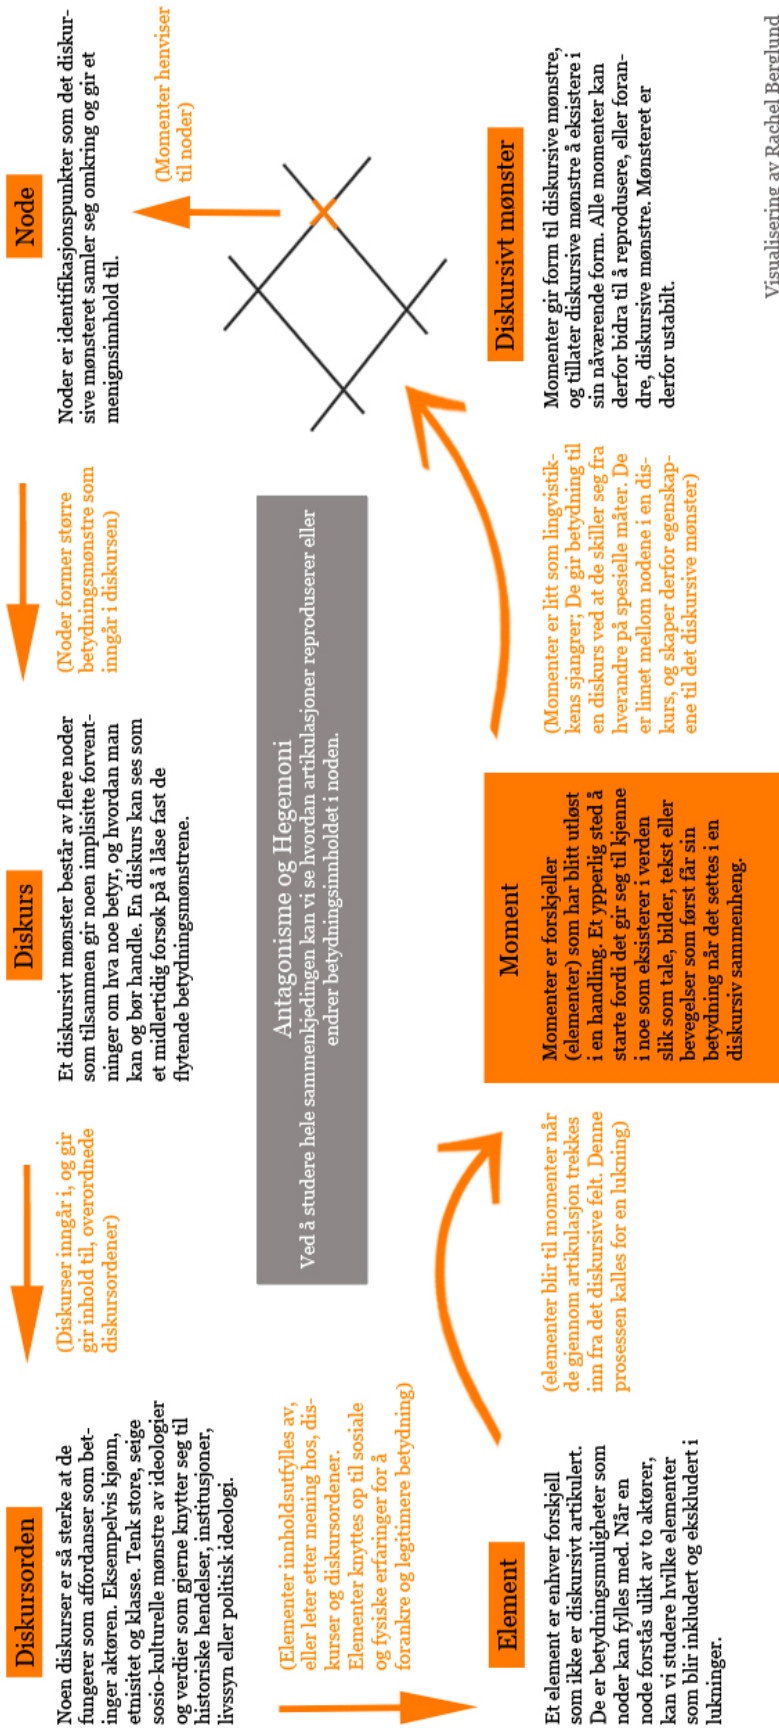 Diskursorden
Noen diskurser er så sterke at de
fungerer som affordanser som bet-
inger aktøren. Eksempelvis kjønn,
etnisitet og klasse. Tenk store, seige
sosio-kulturelle mønstre av ideologier
og verdier som gjerne knytter seg til
historiske hendelser, institusjoner,
livssyn eller politisk ideologi.
(Diskurser inngår i, og gir
gir inhold til, overordnede
diskursordener)
Diskurs
Et diskursivt mønster består av flere noder
som tilsammen gir noen implisitte forvent-
ninger om hva noe betyr, og hvordan man
kan og bør handle. En diskurs kan ses som
et midlertidig forsøk på å låse fast de
flytende betydningsmønstrene.
(Noder former større
betydningsmønstre som
inngår i diskursen)
Node
Noder er identifikasjonspunkter som det diskur-
sive mønsteret samler seg omkring og gir et
menignsinnhold til.
(Momenter henviser
til noder)
(Elementer innholdsutfylles av,
eller leter etter mening hos, dis-
kurser og diskursordener.
Elementer knyttes op til sosiale
og fysiske erfaringer for å
forankre og legitimere betydning)
Antagonisme og Hegemoni
Ved å studere hele sammenkjedingen kan vi se hvordan artikulasjoner reproduserer eller
endrer betydningsinnholdet i noden.
Element
Et element er enhver forskjell
som ikke er diskursivt artikulert.
De er betydningsmuligheter som
noder kan fylles med. Når en
node forstås ulikt av to aktører,
kan vi studere hvilke elementer
som blir inkludert og ekskludert i
lukninger.
(elementer blir til momenter når
de gjennom artikulasjon trekkes
inn fra det diskursive felt. Denne
prosessen kalles for en lukning)
Moment
Momenter er forskjeller
(elementer) som har blitt utløst
i en handling. Et ypperlig sted å
starte fordi det gir seg til kjenne
i noe som eksisterer i verden
slik som tale, bilder, tekst eller
bevegelser som først får sin
betydning når det settes i en
diskursiv sammenheng.
(Momenter er litt som lingvistik-
kens sjangrer; De gir betydning til
en diskurs ved at de skiller seg fra
hverandre på spesielle måter. De
er limet mellom nodene i en dis-
kurs, og skaper derfor egenskap-
ene til det diskursive mønster)
Diskursivt mønster
Momenter gir form til diskursive mønstre,
og tillater diskursive mønstre å eksistere i
sin nåværende form. Alle momenter kan
derfor bidra til å reprodusere, eller foran-
dre, diskursive mønstre. Mønsteret er
derfor ustabilt.
Visualisering av Rachel Berglund